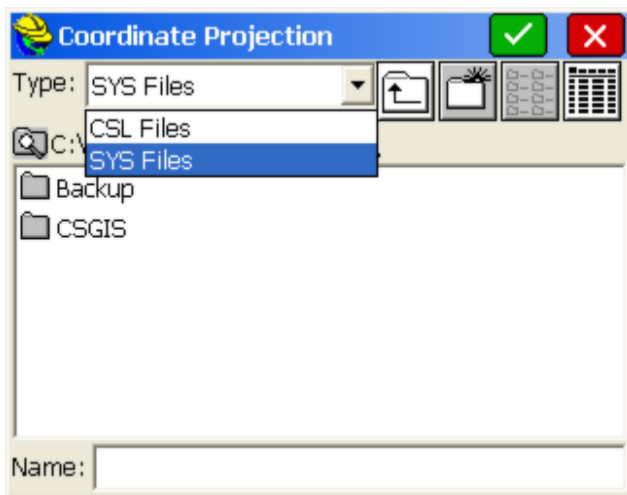 Coordinate Projection
Type: SYS Files
CSL Files
C:\
SYS Files
Backup
CSGIS
Name: